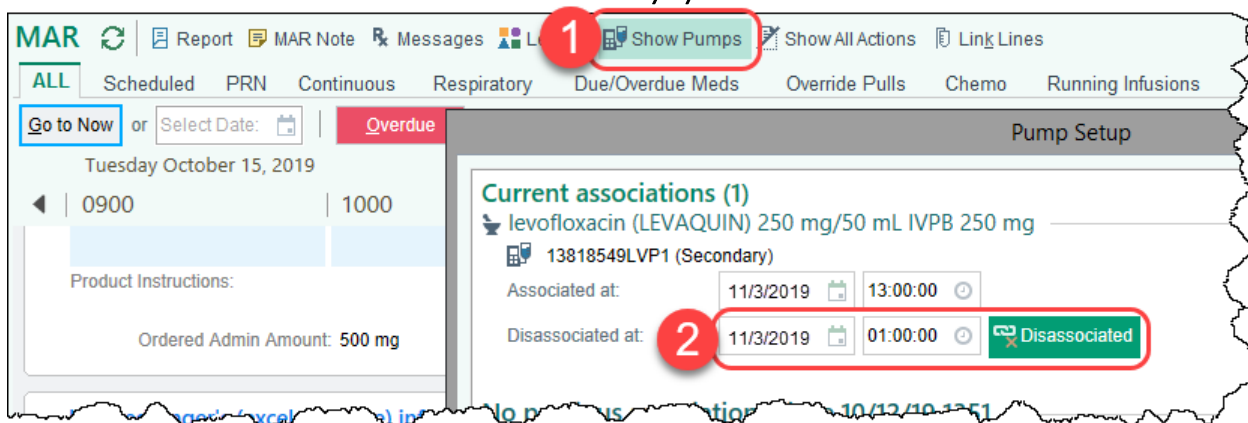 MAR Report MAR Note Messages 1 Show Pumps Show All Actions Link Lines
ALL Scheduled PRN Continuous Respiratory Due/Overdue Meds Override Pulls Chemo Running Infusions
Go to Now or Select Date: Overdue
Pump Setup
Tuesday October 15, 2019
0900 1000
Current associations (1)
levofloxacin (LEVAQUIN) 250 mg/50 mL IVPB 250 mg
13818549LVP1 (Secondary)
Product Instructions:
Associated at: 11/3/2019 13:00:00
Ordered Admin Amount: 500 mg
Disassociated at: 2 11/3/2019 01:00:00 Disassociated